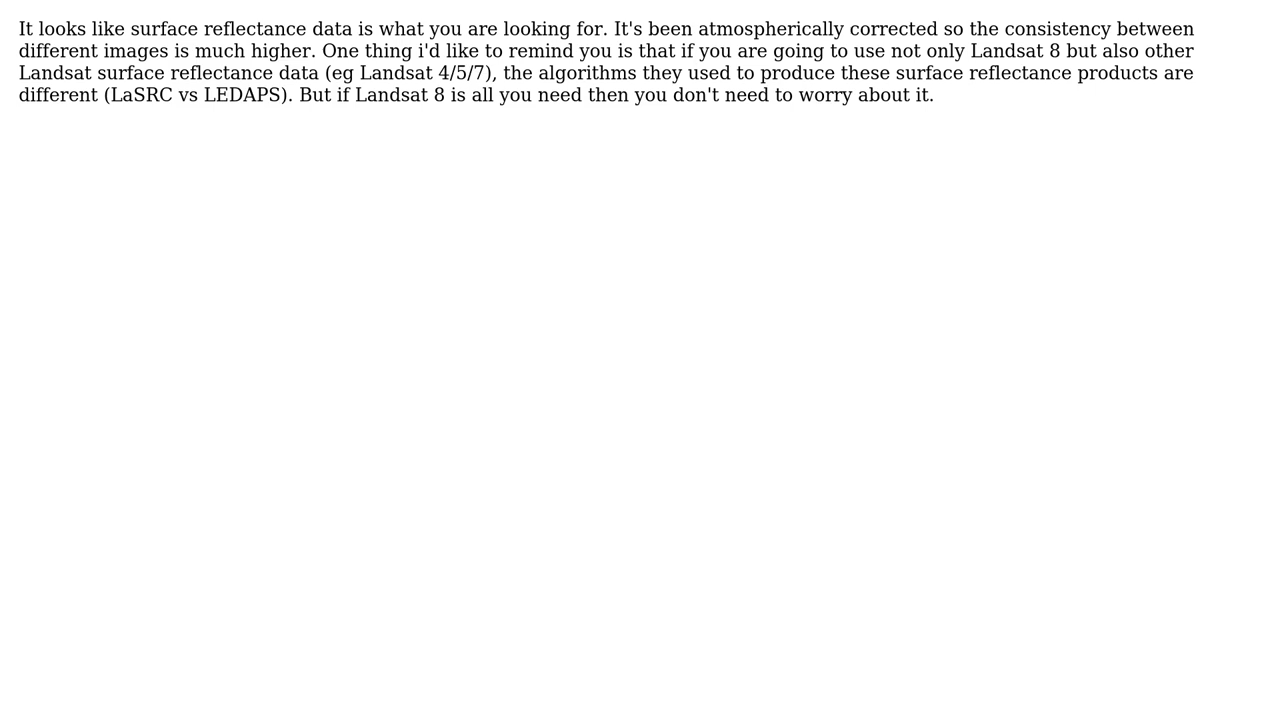 It looks like surface reflectance data is what you are looking for. It's been atmospherically corrected so the consistency between
different images is much higher. One thing i'd like to remind you is that if you are going to use not only Landsat 8 but also other
Landsat surface reflectance data (eg Landsat 4/5/7), the algorithms they used to produce these surface reflectance products are
different (LaSRC vs LEDAPS). But if Landsat 8 is all you need then you don't need to worry about it.